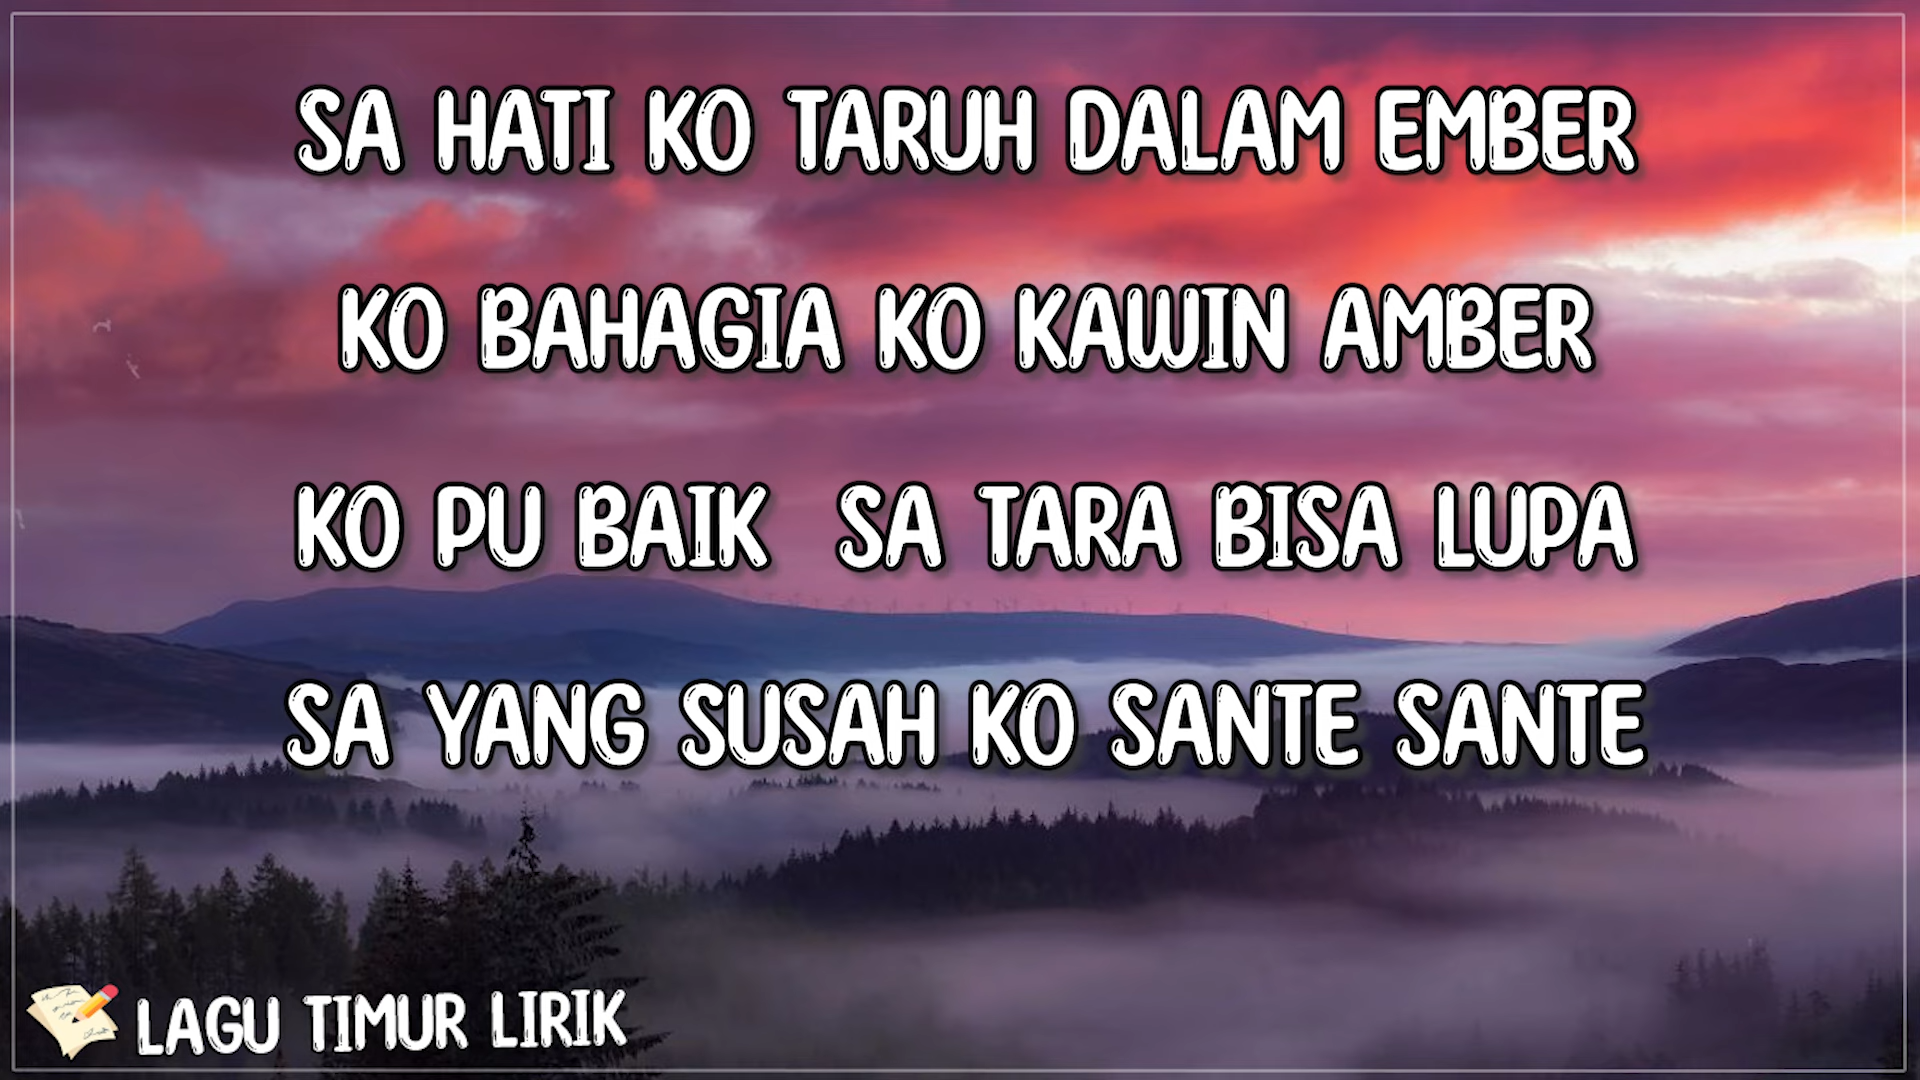 SA HATI KO TARUH DALAM EMBER
KO BAHAGIA KO KAWIN AMBER
KO PU BAIK SA TARA BISA LUPA
SA YANG SUSAH KO SANTE SANTE
LAGU TIMUR LIRIK